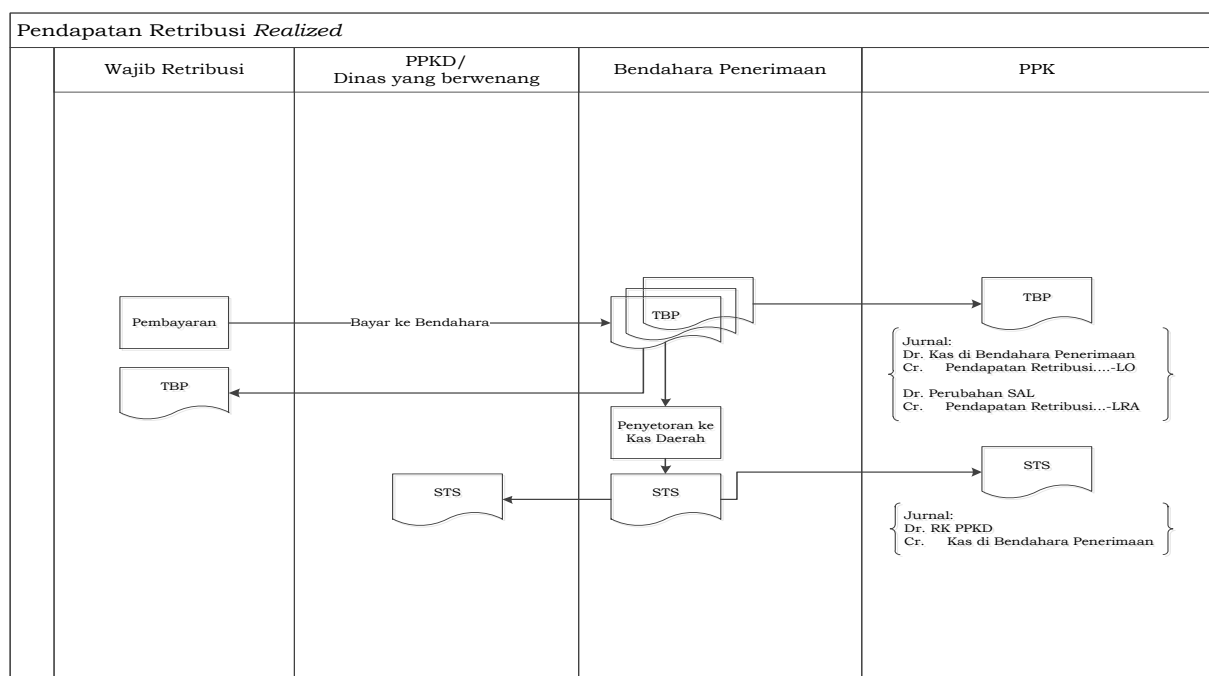 Pendapatan Retribusi Realized
Wajib Retribusi
PPKD/
Dinas yang berwenang
Bendahara Penerimaan
PPK
Pembayaran
Bayar ke Bendahara
TBP
TBP
Jurnal:
Dr. Kas di Bendahara Penerimaan
Cr. Pendapatan Retribusi....-LO
Dr. Perubahan SAL
Cr. Pendapatan Retribusi...-LRA
TBP
Penyetoran ke
Kas Daerah
STS
STS
STS
Jurnal:
Dr. RK PPKD
Cr. Kas di Bendahara Penerimaan